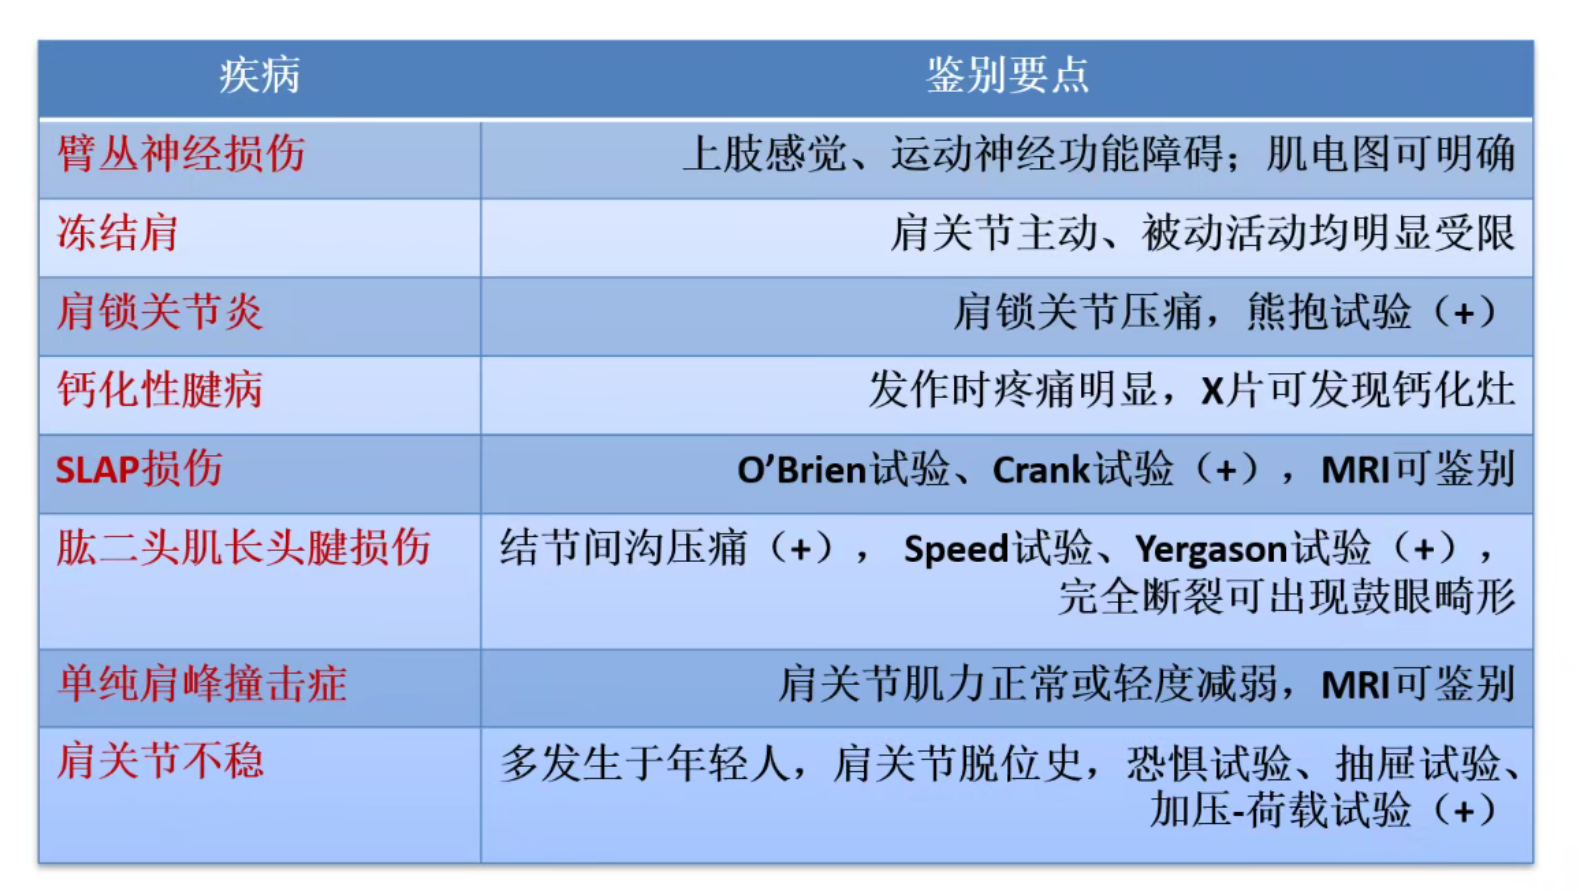 疾病 鉴别要点
臂丛神经损伤 上肢感觉、运动神经功能障碍；肌电图可明确
冻结肩 肩关节主动、被动活动均明显受限
肩锁关节炎 肩锁关节压痛，熊抱试验（+）
钙化性腱病 发作时疼痛明显，X片可发现钙化灶
SLAP损伤 O’Brien试验、Crank试验（+），MRI可鉴别
肱二头肌长头腱损伤 结节间沟压痛（+）， Speed试验、Yergason试验（+），
完全断裂可出现鼓眼畸形
单纯肩峰撞击症 肩关节肌力正常或轻度减弱，MRI可鉴别
肩关节不稳 多发生于年轻人，肩关节脱位史，恐惧试验、抽屉试验、
加压-荷载试验（+）